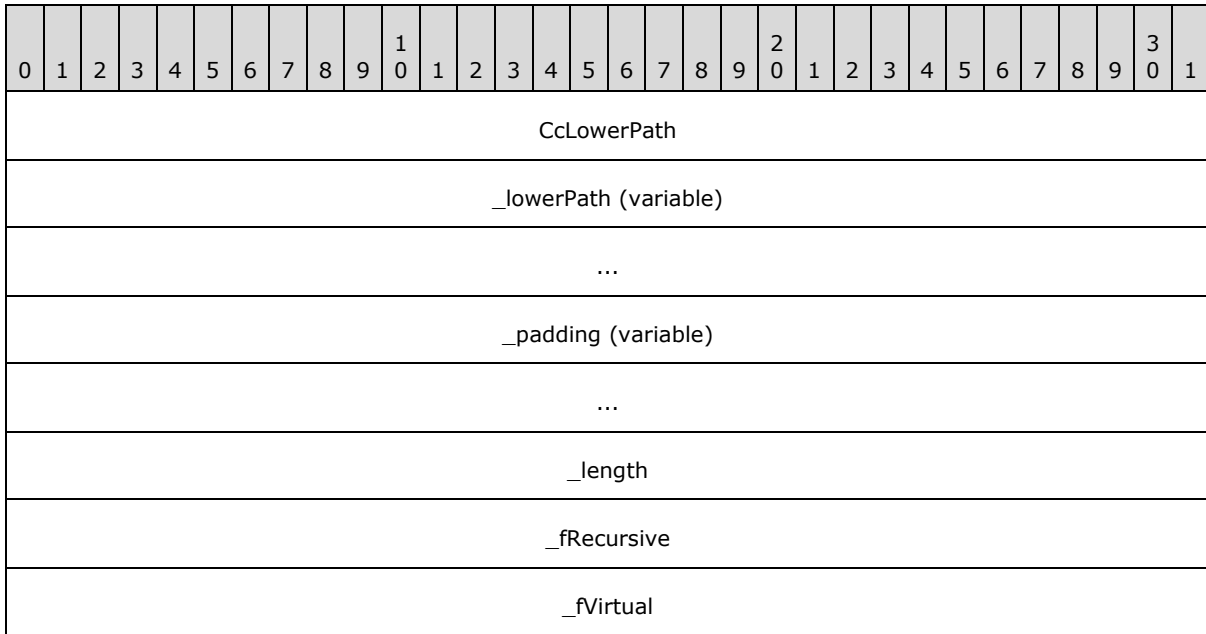 1 2 3
0 1 2 3 4 5 6 7 8 9 0 1 2 3 4 5 6 7 8 9 0 1 2 3 4 5 6 7 8 9 0 1
CcLowerPath
_lowerPath (variable)
...
_padding (variable)
...
_length
_fRecursive
_fVirtual